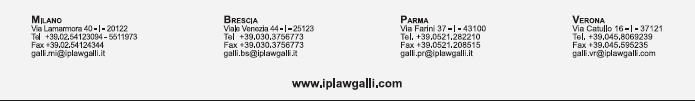 MILANO
Via Lamarmora 40 - I - 20122
Tel +39.02.54123094 - 5511973
Fax +39.02.54124344
galli.mi@iplawgalli.it
BRESCIA
Viale Venezia 44 - I - 25123
Tel +39.030.3756773
Fax +39.030.3756773
galli.bs@iplawgalli.it
PARMA
Via Farini 37 - I - 43100
Tel. +39.0521.282210
Fax +39.0521.208515
galli.pr@iplawgalli.it
VERONA
Via Catullo 16 - I - 37121
Tel. +39.045.8069239
Fax +39.045.595235
galli.vr@iplawgalli.com
www.iplawgalli.com